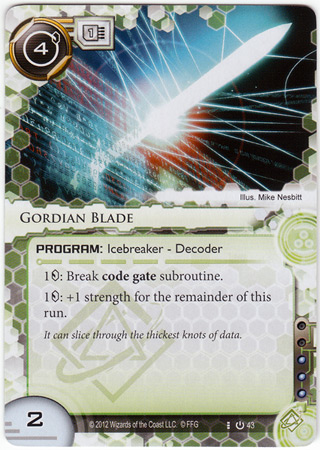 4
1
Illus. Mike Nesbitt
GORDIAN BLADE
PROGRAM: Icebreaker - Decoder
1: Break code gate subroutine.
1: +1 strength for the remainder of this
run.
It can slice through the thickest knots of data.
2
© 2012 Wizards of the Coast LLC. © FFG 43